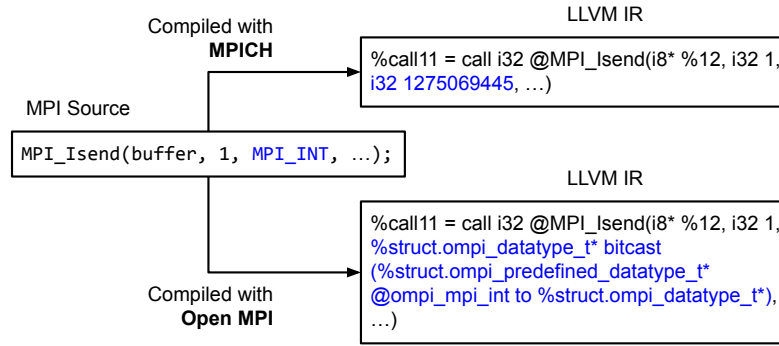 LLVM IR
Compiled with
MPICH
%call11 = call i32 @MPI_Isend(i8* %12, i32 1,
i32 1275069445, …)
MPI Source
MPI_Isend(buffer, 1, MPI_INT, …);
LLVM IR
%call11 = call i32 @MPI_Isend(i8* %12, i32 1,
%struct.ompi_datatype_t* bitcast
(%struct.ompi_predefined_datatype_t*
@ompi_mpi_int to %struct.ompi_datatype_t*),
…)
Compiled with
Open MPI